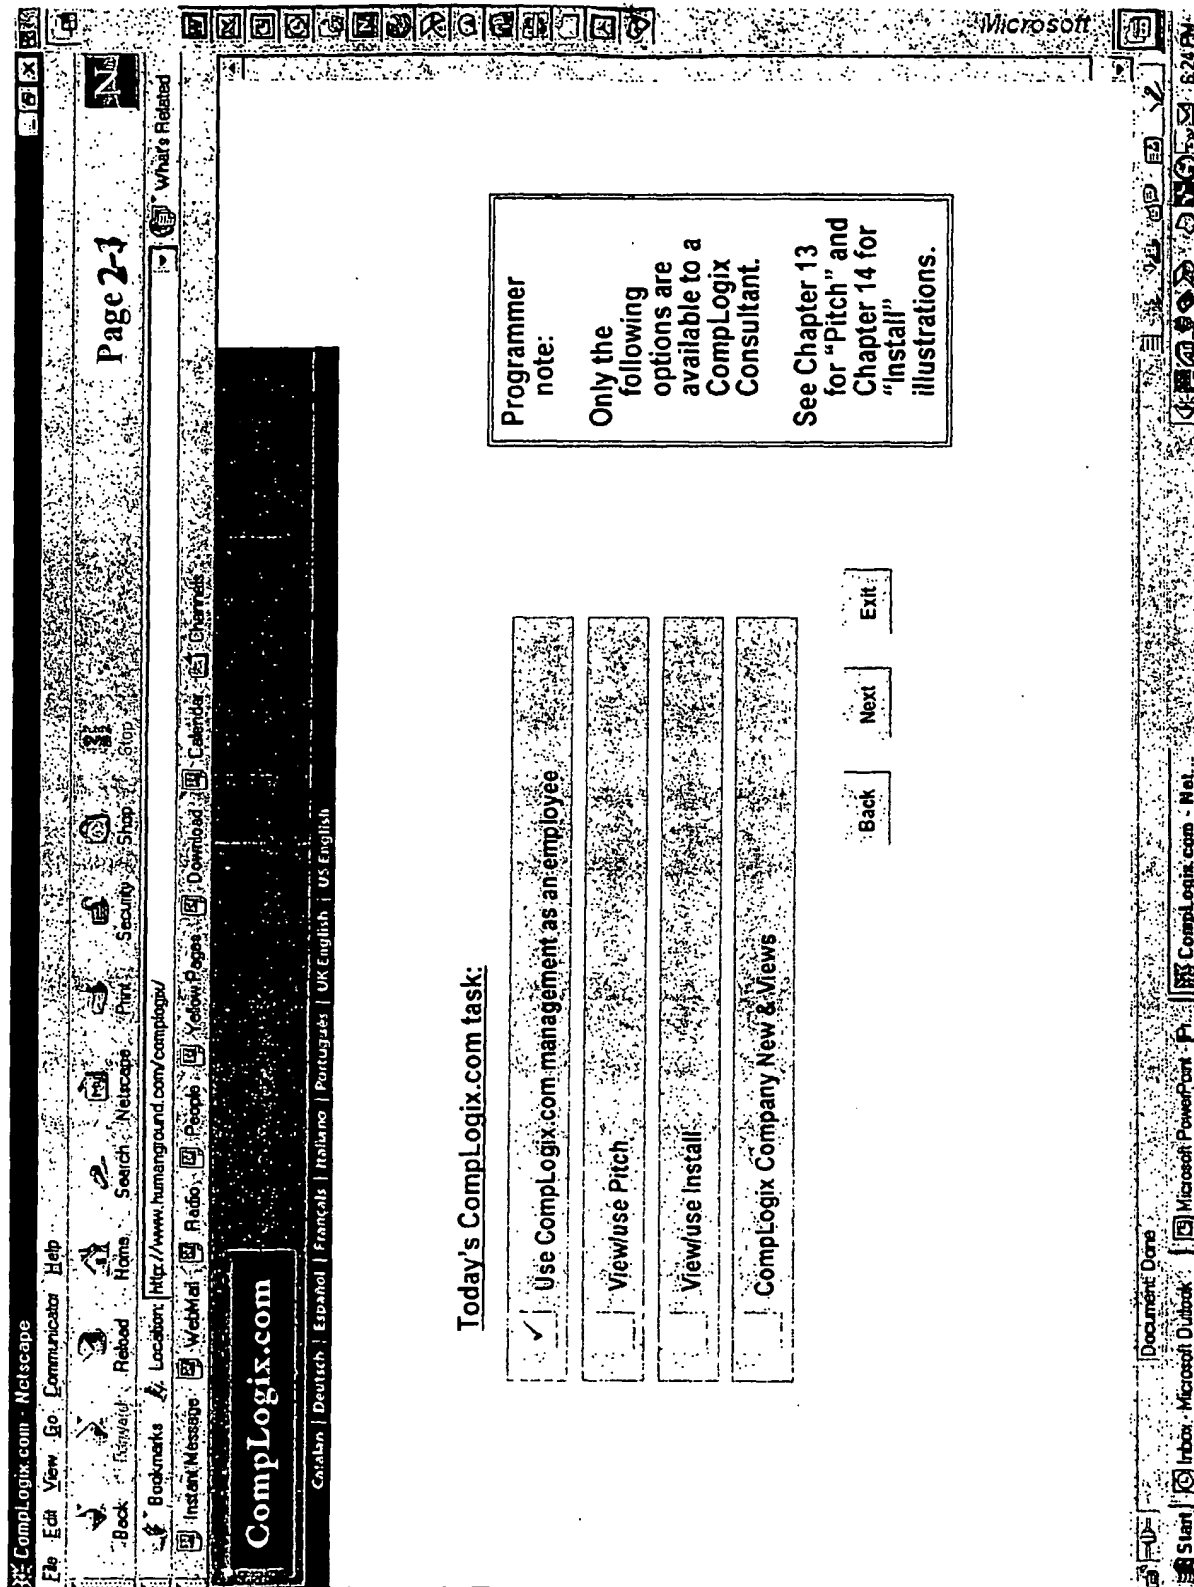 CompLogix.com - Netscape
File Edit View Go Communicator Help
Back Forward Reload Home Search Netscape Print Security Shop Stop
Page 2-1
Bookmarks Location: http://www.humanground.com/complogix/ What's Related
Instant Message WebMail Radio People Yellow Pages Download Calendar Channels
CompLogix.com
Catalan | Deutsch | Español | Français | Italiano | Português | UK English | US English
Today's CompLogix.com task:
Use CompLogix.com management as an employee
View/use Pitch
View/use Install
CompLogix Company New & Views
Back Next Exit
Programmer
note:
Only the
following
options are
available to a
CompLogix
Consultant.
See Chapter 13
for "Pitch" and
Chapter 14 for
"Install"
illustrations.
Microsoft
Document: Done
Start Inbox - Microsoft Outlook Microsoft PowerPoint - CompLogix.com - Net... 6:24 PM